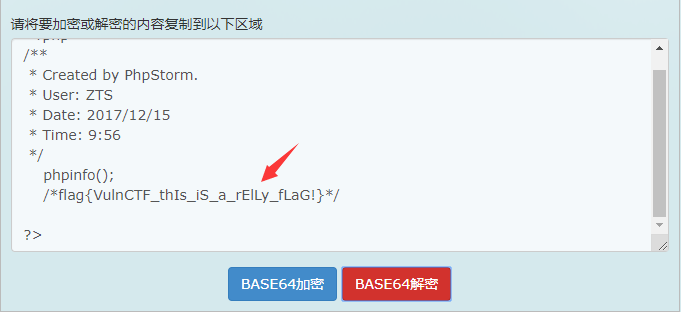 请将要加密或解密的内容复制到以下区域
/**
* Created by PhpStorm.
* User: ZTS
* Date: 2017/12/15
* Time: 9:56
*/
phpinfo();
/*flag{VulnCTF_thIs_iS_a_rElLy_fLaG!}*/
?>
BASE64加密
BASE64解密